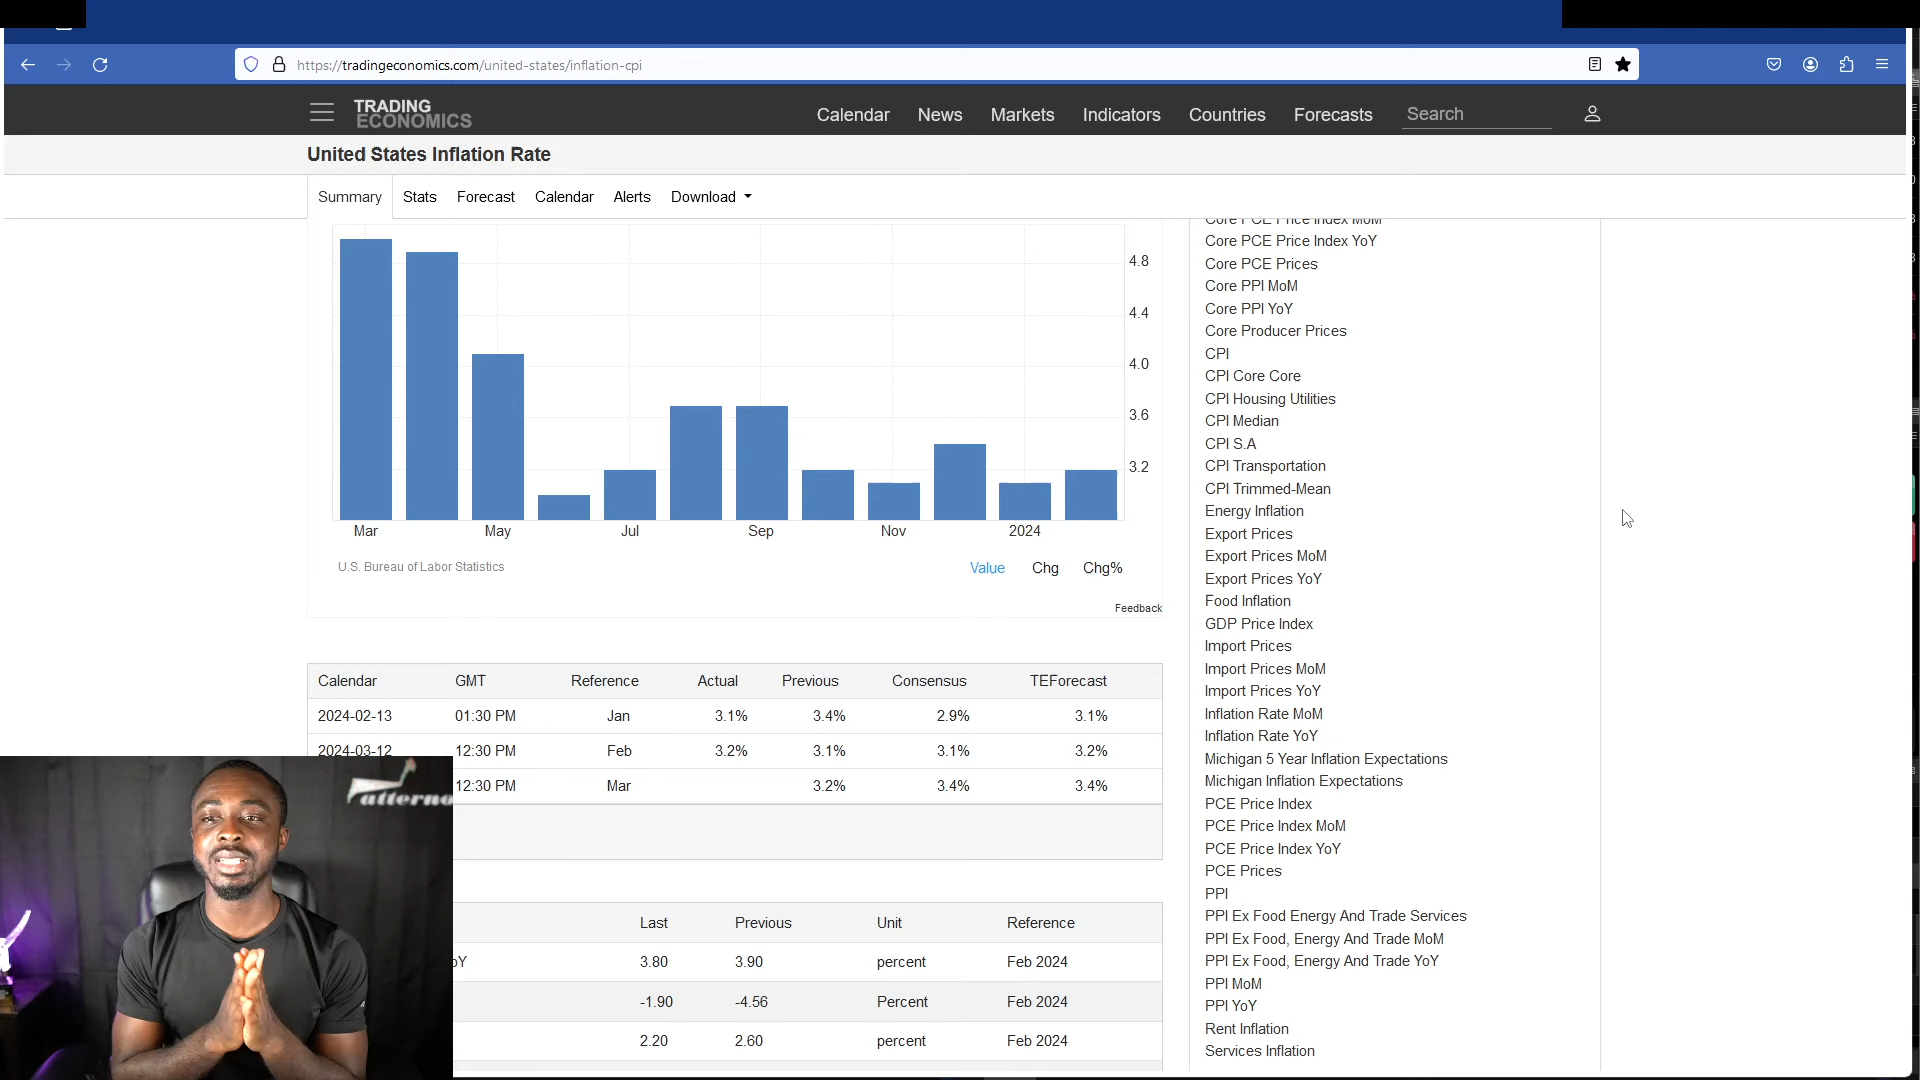 https://tradingeconomics.com/united-states/inflation-cpi
TRADING ECONOMICS
Calendar News Markets Indicators Countries Forecasts Search
United States Inflation Rate
Summary Stats Forecast Calendar Alerts Download
4.8
4.4
4.0
3.6
3.2
Mar May Jul Sep Nov 2024
U.S. Bureau of Labor Statistics
Value Chg Chg%
Feedback
Calendar GMT Reference Actual Previous Consensus TEForecast
2024-02-13 01:30 PM Jan 3.1% 3.4% 2.9% 3.1%
2024-03-12 12:30 PM Feb 3.2% 3.1% 3.1% 3.2%
12:30 PM Mar 3.2% 3.4% 3.4%
Last Previous Unit Reference
oY 3.80 3.90 percent Feb 2024
-1.90 -4.56 Percent Feb 2024
2.20 2.60 percent Feb 2024
Core PCE Price Index MoM
Core PCE Price Index YoY
Core PCE Prices
Core PPI MoM
Core PPI YoY
Core Producer Prices
CPI
CPI Core Core
CPI Housing Utilities
CPI Median
CPI S.A
CPI Transportation
CPI Trimmed-Mean
Energy Inflation
Export Prices
Export Prices MoM
Export Prices YoY
Food Inflation
GDP Price Index
Import Prices
Import Prices MoM
Import Prices YoY
Inflation Rate MoM
Inflation Rate YoY
Michigan 5 Year Inflation Expectations
Michigan Inflation Expectations
PCE Price Index
PCE Price Index MoM
PCE Price Index YoY
PCE Prices
PPI
PPI Ex Food Energy And Trade Services
PPI Ex Food, Energy And Trade MoM
PPI Ex Food, Energy And Trade YoY
PPI MoM
PPI YoY
Rent Inflation
Services Inflation